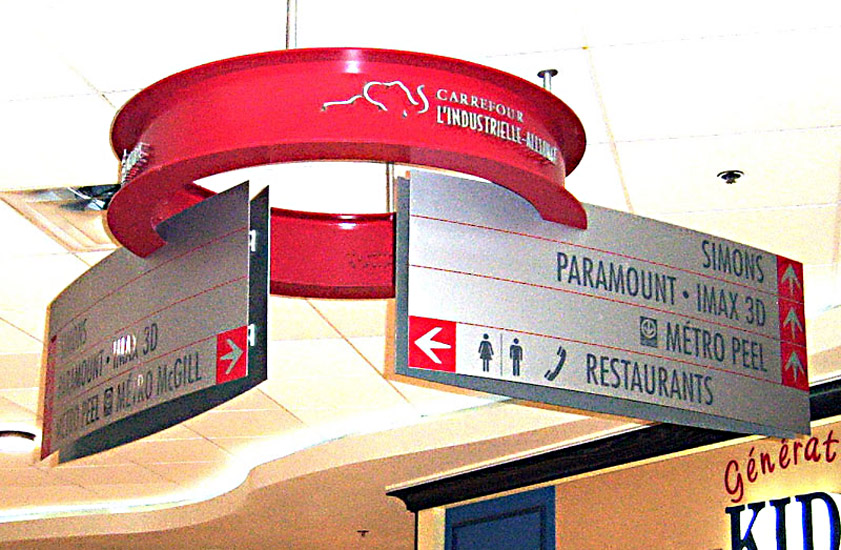 CARREFOUR
L'INDUSTRIELLE-ALLIANCE
SIMONS
PARAMOUNT • IMAX 3D
MÉTRO PEEL
RESTAURANTS
SIMONS
PARAMOUNT • IMAX 3D
MÉTRO PEEL MÉTRO McGILL
Générat
KID